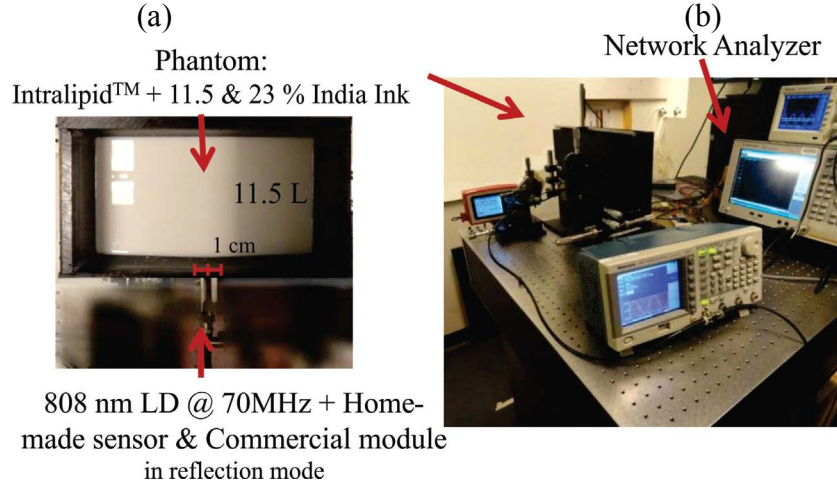 (a)
(b)
Phantom:
Intralipid™ + 11.5 & 23 % India Ink
Network Analyzer
11.5 L
1 cm
808 nm LD @ 70MHz + Home-
made sensor & Commercial module
in reflection mode